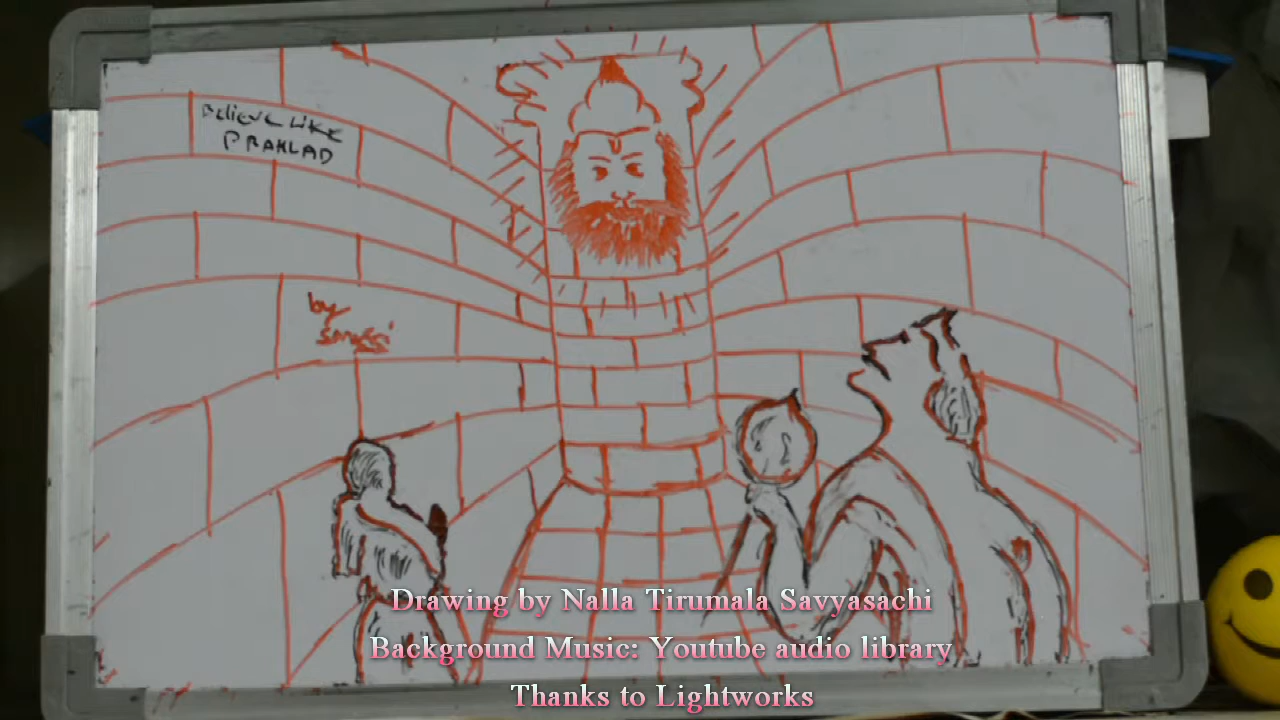 Believe Like
PRAHLAD
by
Drawing by Nalla Tirumala Savyasachi
Background Music: Youtube audio library
Thanks to Lightworks